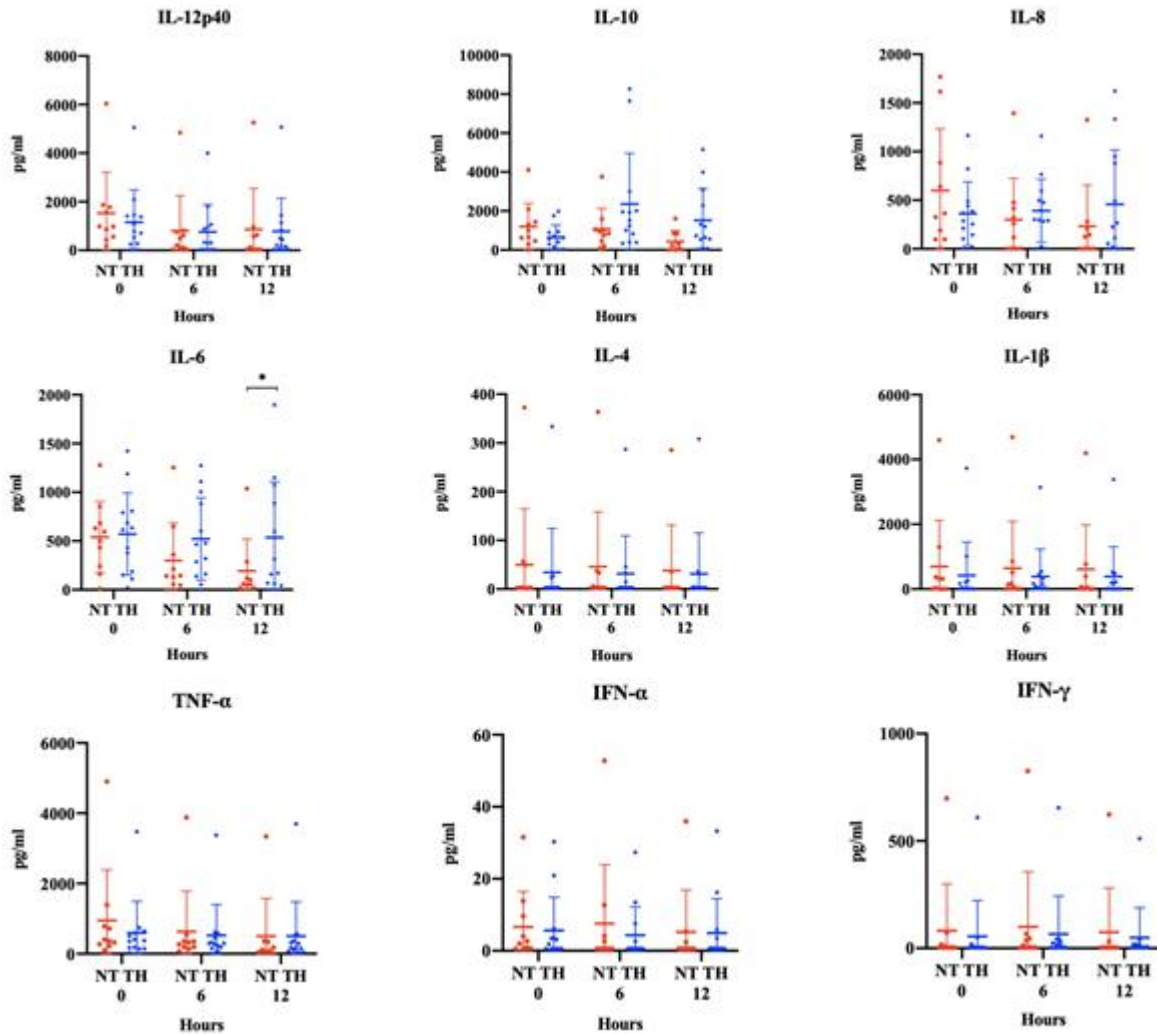 IL-12p40
8000
6000
4000
2000
0
pg/ml
NT TH NT TH NT TH
0 6 12
Hours
IL-10
10000
8000
6000
4000
2000
0
pg/ml
NT TH NT TH NT TH
0 6 12
Hours
IL-8
2000
1500
1000
500
0
pg/ml
NT TH NT TH NT TH
0 6 12
Hours
IL-6
*
2000
1500
1000
500
0
pg/ml
NT TH NT TH NT TH
0 6 12
Hours
IL-4
400
300
200
100
0
pg/ml
NT TH NT TH NT TH
0 6 12
Hours
IL-1β
6000
4000
2000
0
pg/ml
NT TH NT TH NT TH
0 6 12
Hours
TNF-α
6000
4000
2000
0
pg/ml
NT TH NT TH NT TH
0 6 12
Hours
IFN-α
60
40
20
0
pg/ml
NT TH NT TH NT TH
0 6 12
Hours
IFN-γ
1000
500
0
pg/ml
NT TH NT TH NT TH
0 6 12
Hours